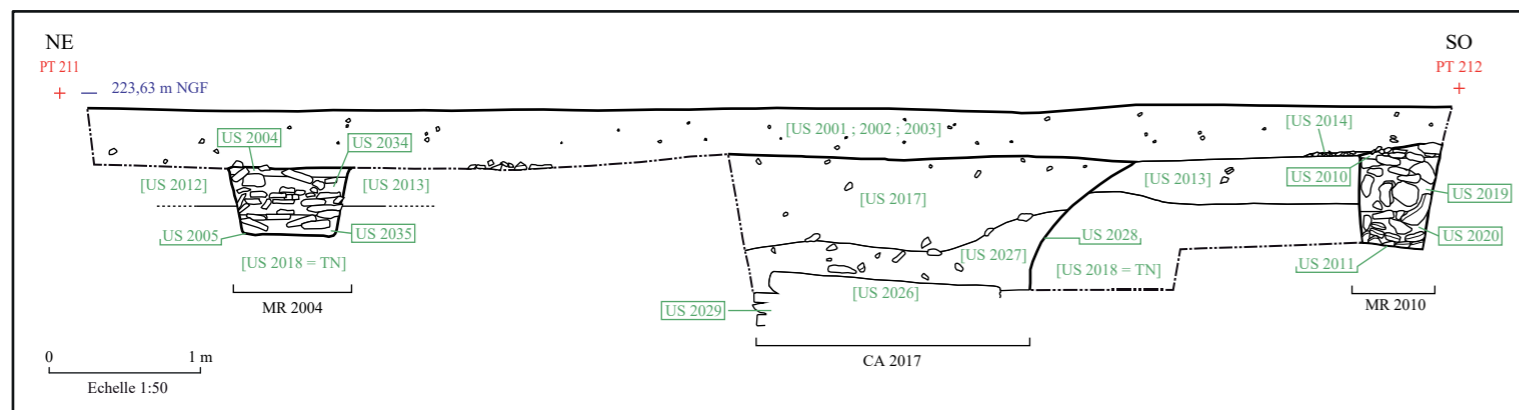 NE
SO
PT 211
PT 212
223,63 m NGF
[US 2001 ; 2002 ; 2003]
[US 2014]
US 2004
US 2034
US 2010
[US 2012]
[US 2013]
[US 2013]
[US 2017]
US 2019
US 2005
US 2035
US 2028
US 2020
[US 2027]
US 2011
[US 2018 = TN]
[US 2018 = TN]
[US 2026]
US 2029
MR 2004
MR 2010
CA 2017
0
1 m
Echelle 1:50